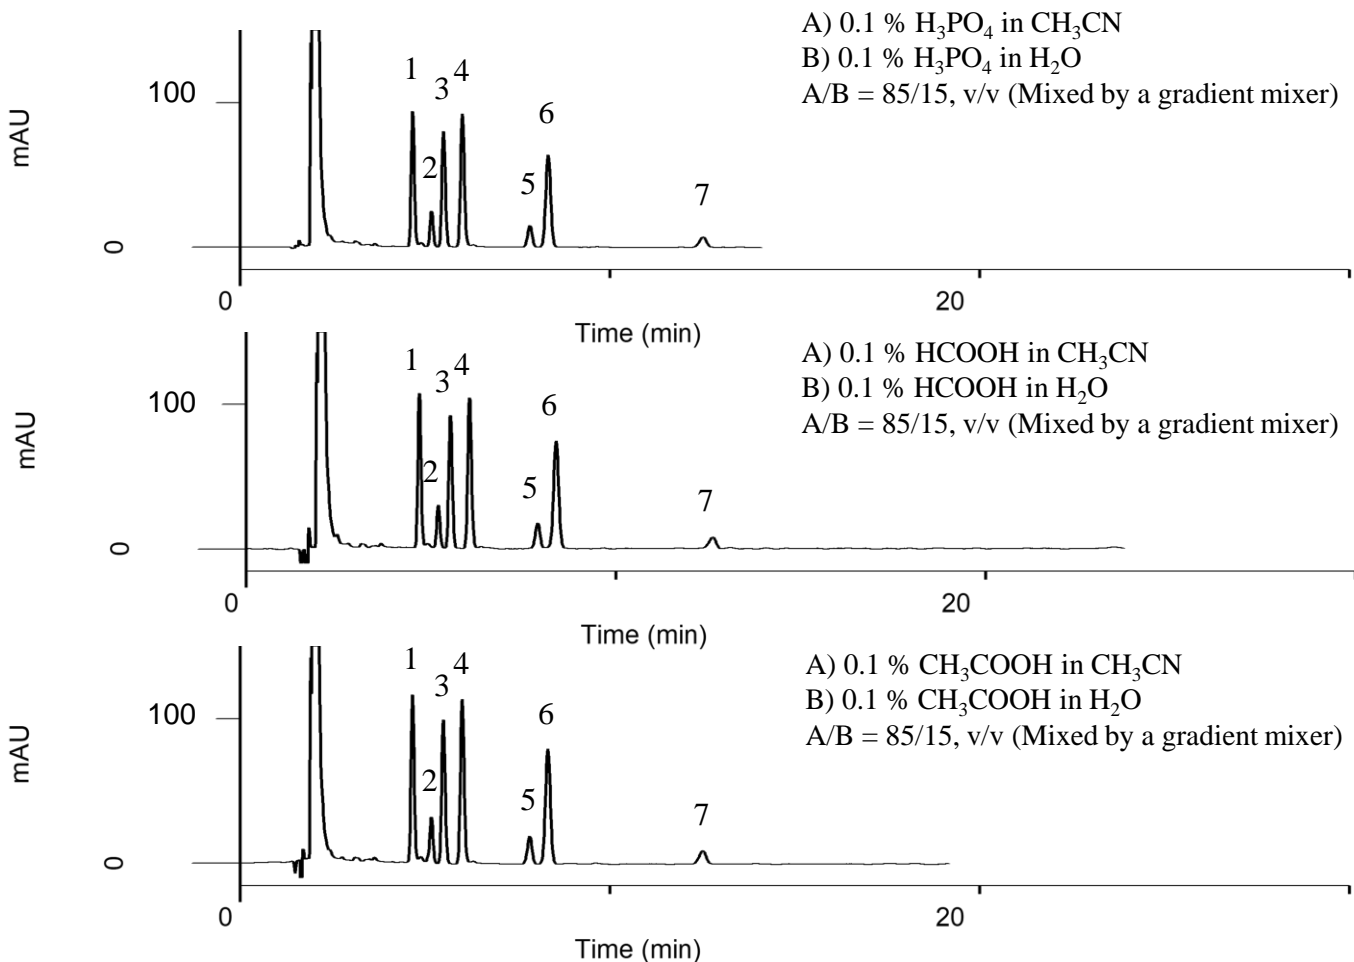 A) 0.1 % H₃PO₄ in CH₃CN
B) 0.1 % H₃PO₄ in H₂O
A/B = 85/15, v/v (Mixed by a gradient mixer)
mAU
100
0
1
2
3
4
5
6
7
0
20
Time (min)
A) 0.1 % HCOOH in CH₃CN
B) 0.1 % HCOOH in H₂O
A/B = 85/15, v/v (Mixed by a gradient mixer)
mAU
100
0
1
2
3
4
5
6
7
0
20
Time (min)
A) 0.1 % CH₃COOH in CH₃CN
B) 0.1 % CH₃COOH in H₂O
A/B = 85/15, v/v (Mixed by a gradient mixer)
mAU
100
0
1
2
3
4
5
6
7
0
20
Time (min)